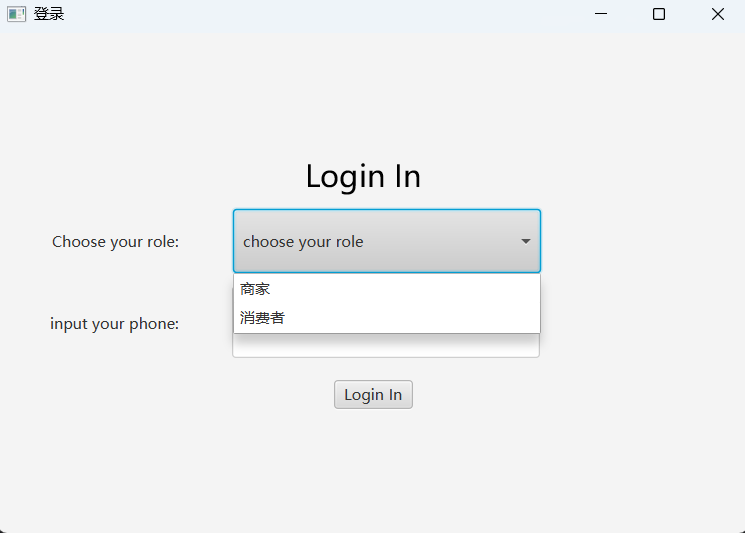 登录
Login In
Choose your role:
choose your role
商家
消费者
input your phone:
Login In